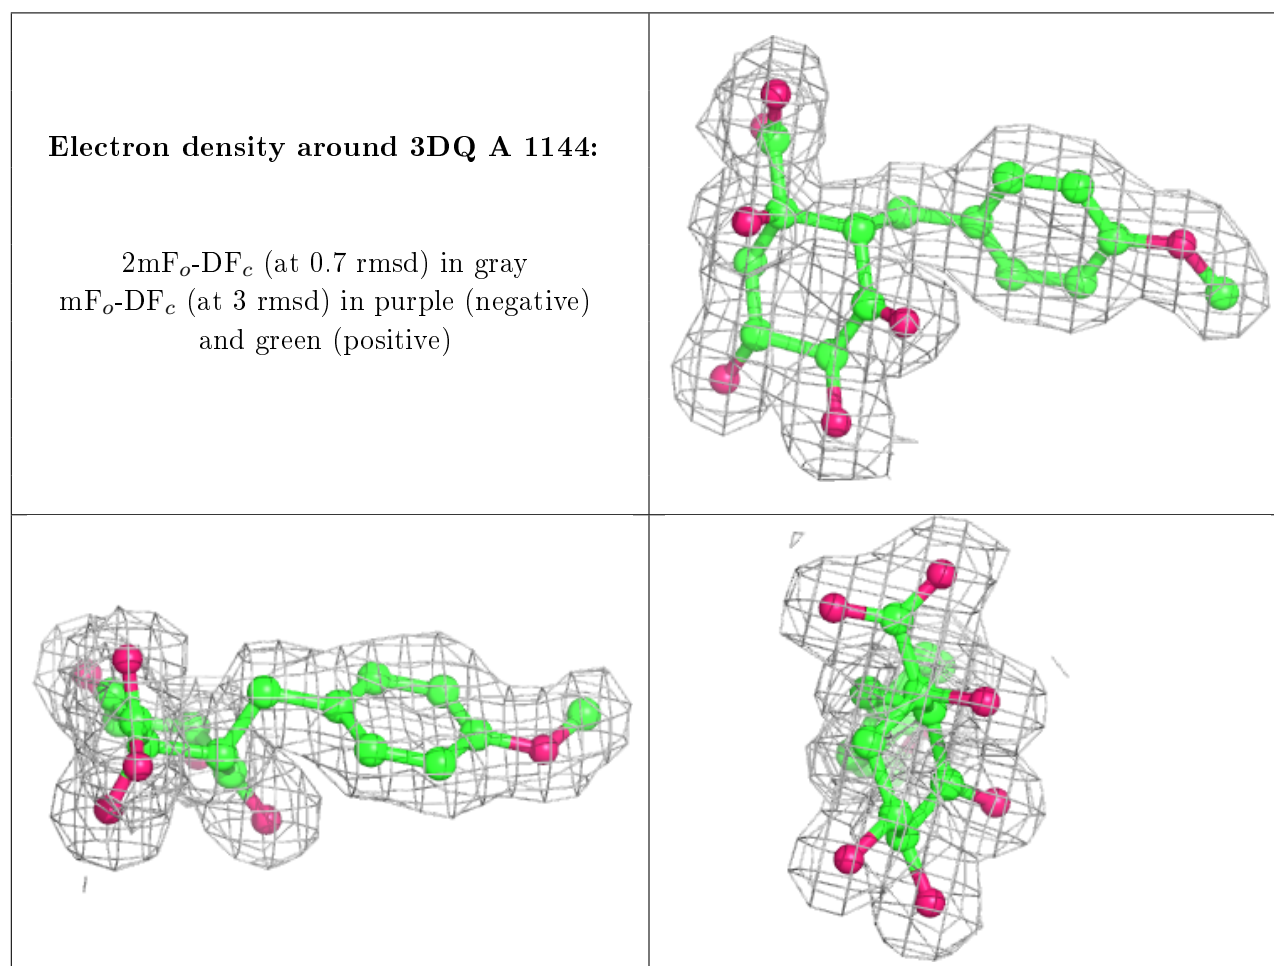 Electron density around 3DQ A 1144:
2mFo-DFc (at 0.7 rmsd) in gray
mFo-DFc (at 3 rmsd) in purple (negative)
and green (positive)